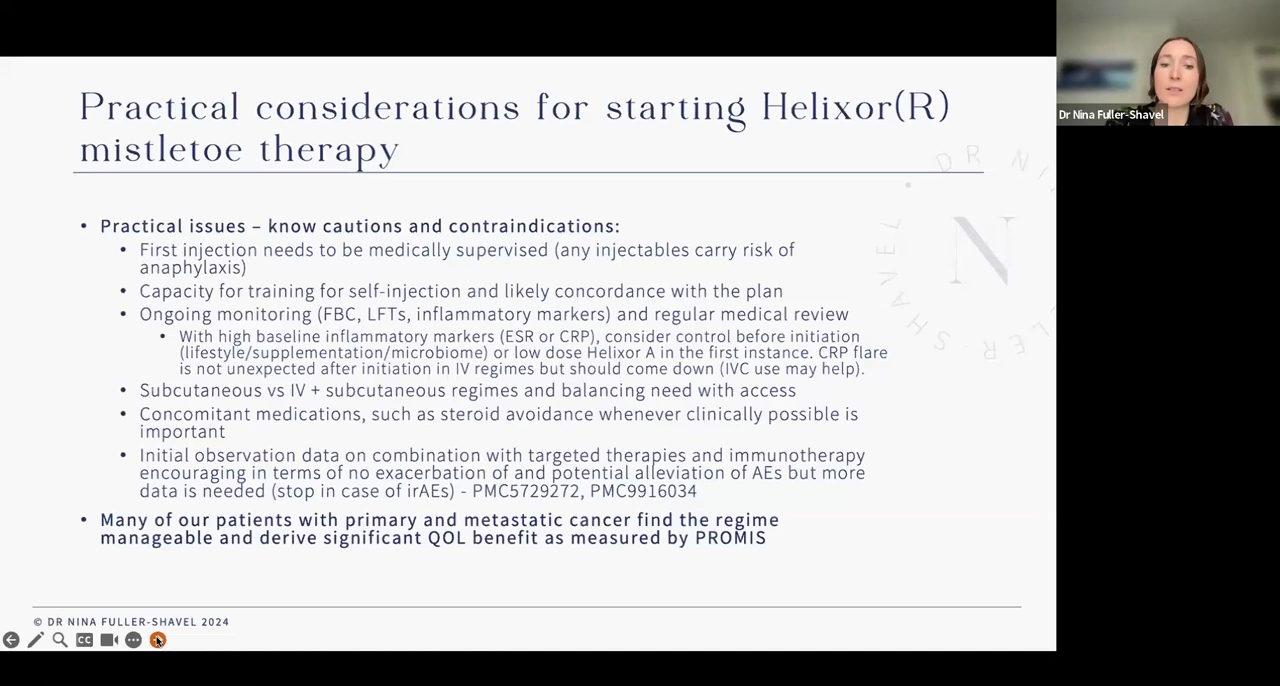 Practical considerations for starting Helixor(R)
mistletoe therapy
• Practical issues – know cautions and contraindications:
• First injection needs to be medically supervised (any injectables carry risk of
anaphylaxis)
• Capacity for training for self-injection and likely concordance with the plan
• Ongoing monitoring (FBC, LFTs, inflammatory markers) and regular medical review
• With high baseline inflammatory markers (ESR or CRP), consider control before initiation
(lifestyle/supplementation/microbiome) or low dose Helixor A in the first instance. CRP flare
is not unexpected after initiation in IV regimes but should come down (IVC use may help).
• Subcutaneous vs IV + subcutaneous regimes and balancing need with access
• Concomitant medications, such as steroid avoidance whenever clinically possible is
important
• Initial observation data on combination with targeted therapies and immunotherapy
encouraging in terms of no exacerbation of and potential alleviation of AEs but more
data is needed (stop in case of irAEs) - PMC5729272, PMC9916034
• Many of our patients with primary and metastatic cancer find the regime
manageable and derive significant QOL benefit as measured by PROMIS
© DR NINA FULLER-SHAVEL 2024
CC
Dr Nina Fuller-Shavel
DR NI
N
LER-SHAVEL